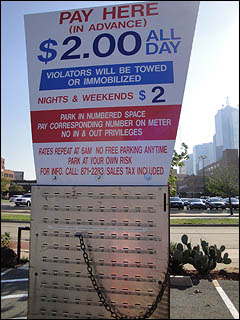 PAY HERE
(IN ADVANCE)
$2.00 ALL DAY
VIOLATORS WILL BE TOWED
OR IMMOBILIZED
NIGHTS & WEEKENDS $2
PARK IN NUMBERED SPACE
PAY CORRESPONDING NUMBER ON METER
NO IN & OUT PRIVILEGES
RATES REPEAT AT 6AM NO FREE PARKING ANYTIME
PARK AT YOUR OWN RISK
FOR INFO. CALL: 871-2283/SALES TAX INCLUDED